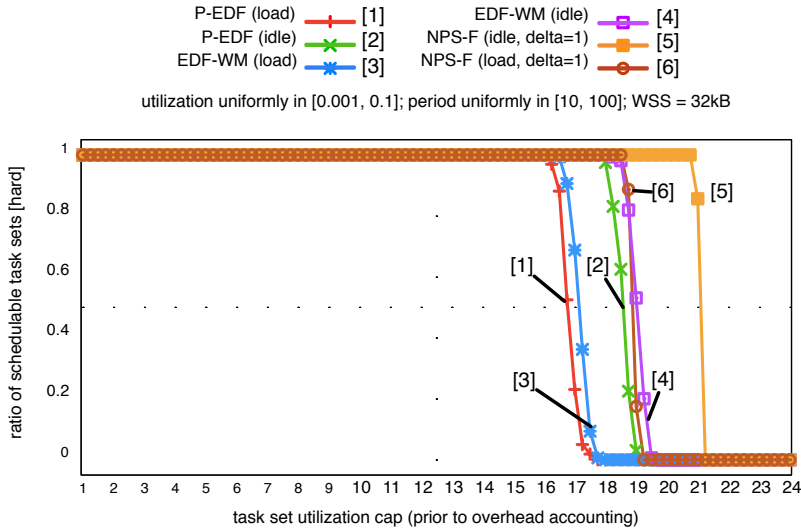 P-EDF (load) [1] EDF-WM (idle) [4]
P-EDF (idle) [2] NPS-F (idle, delta=1) [5]
EDF-WM (load) [3] NPS-F (load, delta=1) [6]
utilization uniformly in [0.001, 0.1]; period uniformly in [10, 100]; WSS = 32kB
ratio of schedulable task sets [hard]
1
0.8
0.6
0.4
0.2
0
[6] [5]
[1] [2]
[3] [4]
1 2 3 4 5 6 7 8 9 10 11 12 13 14 15 16 17 18 19 20 21 22 23 24
task set utilization cap (prior to overhead accounting)